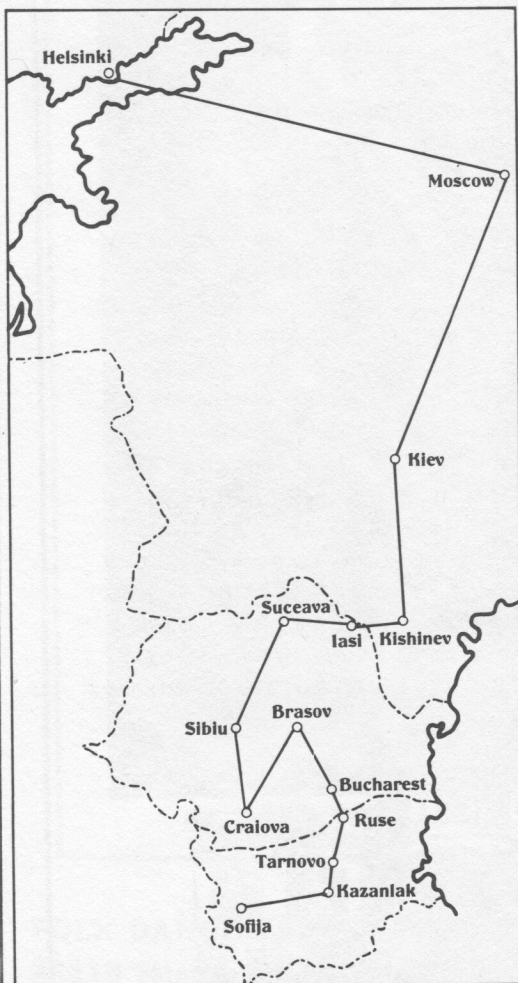 Helsinki
Moscow
Kiev
Suceava
Iasi
Kishinev
Sibiu
Brasov
Bucharest
Craiova
Ruse
Tarnovo
Kazanlak
Sofija